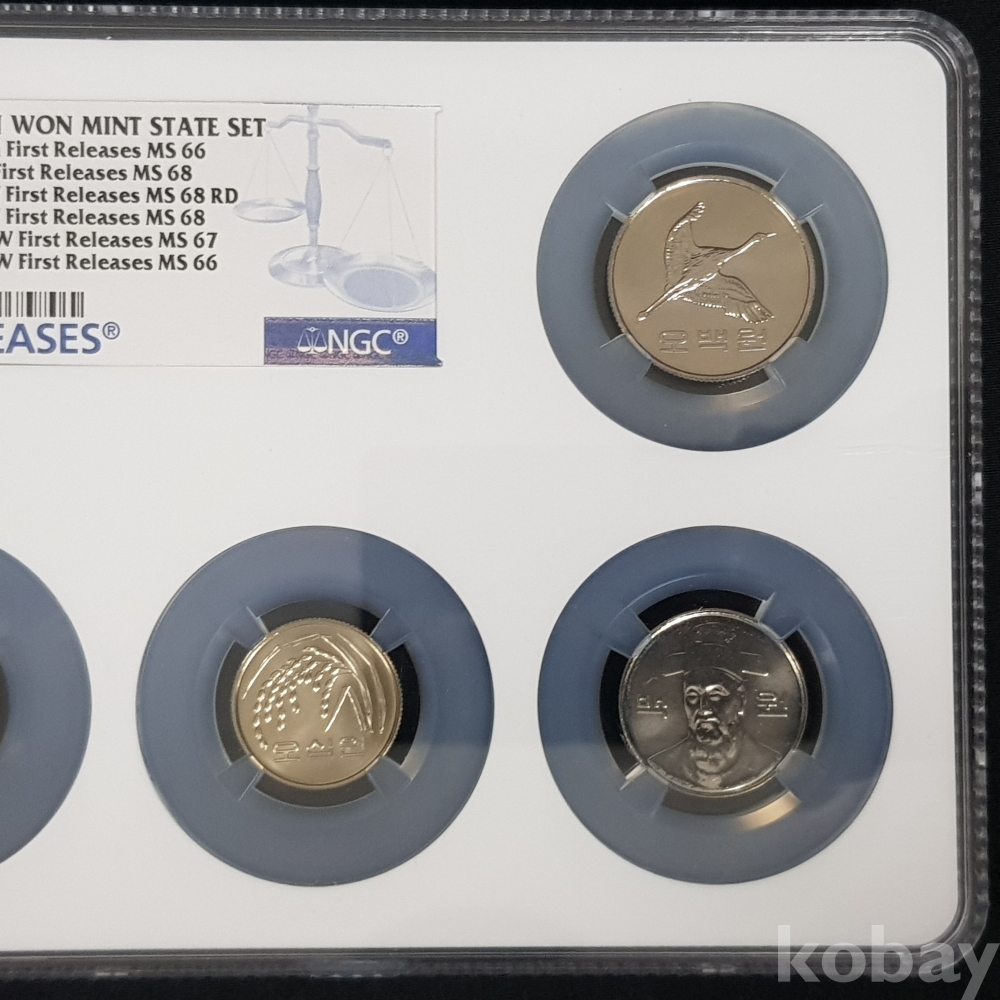 WON MINT STATE SET
First Releases MS 66
First Releases MS 68
First Releases MS 68 RD
First Releases MS 68
W First Releases MS 67
W First Releases MS 66
EASES®
NGC®
오백원
오십원
백원
kobay